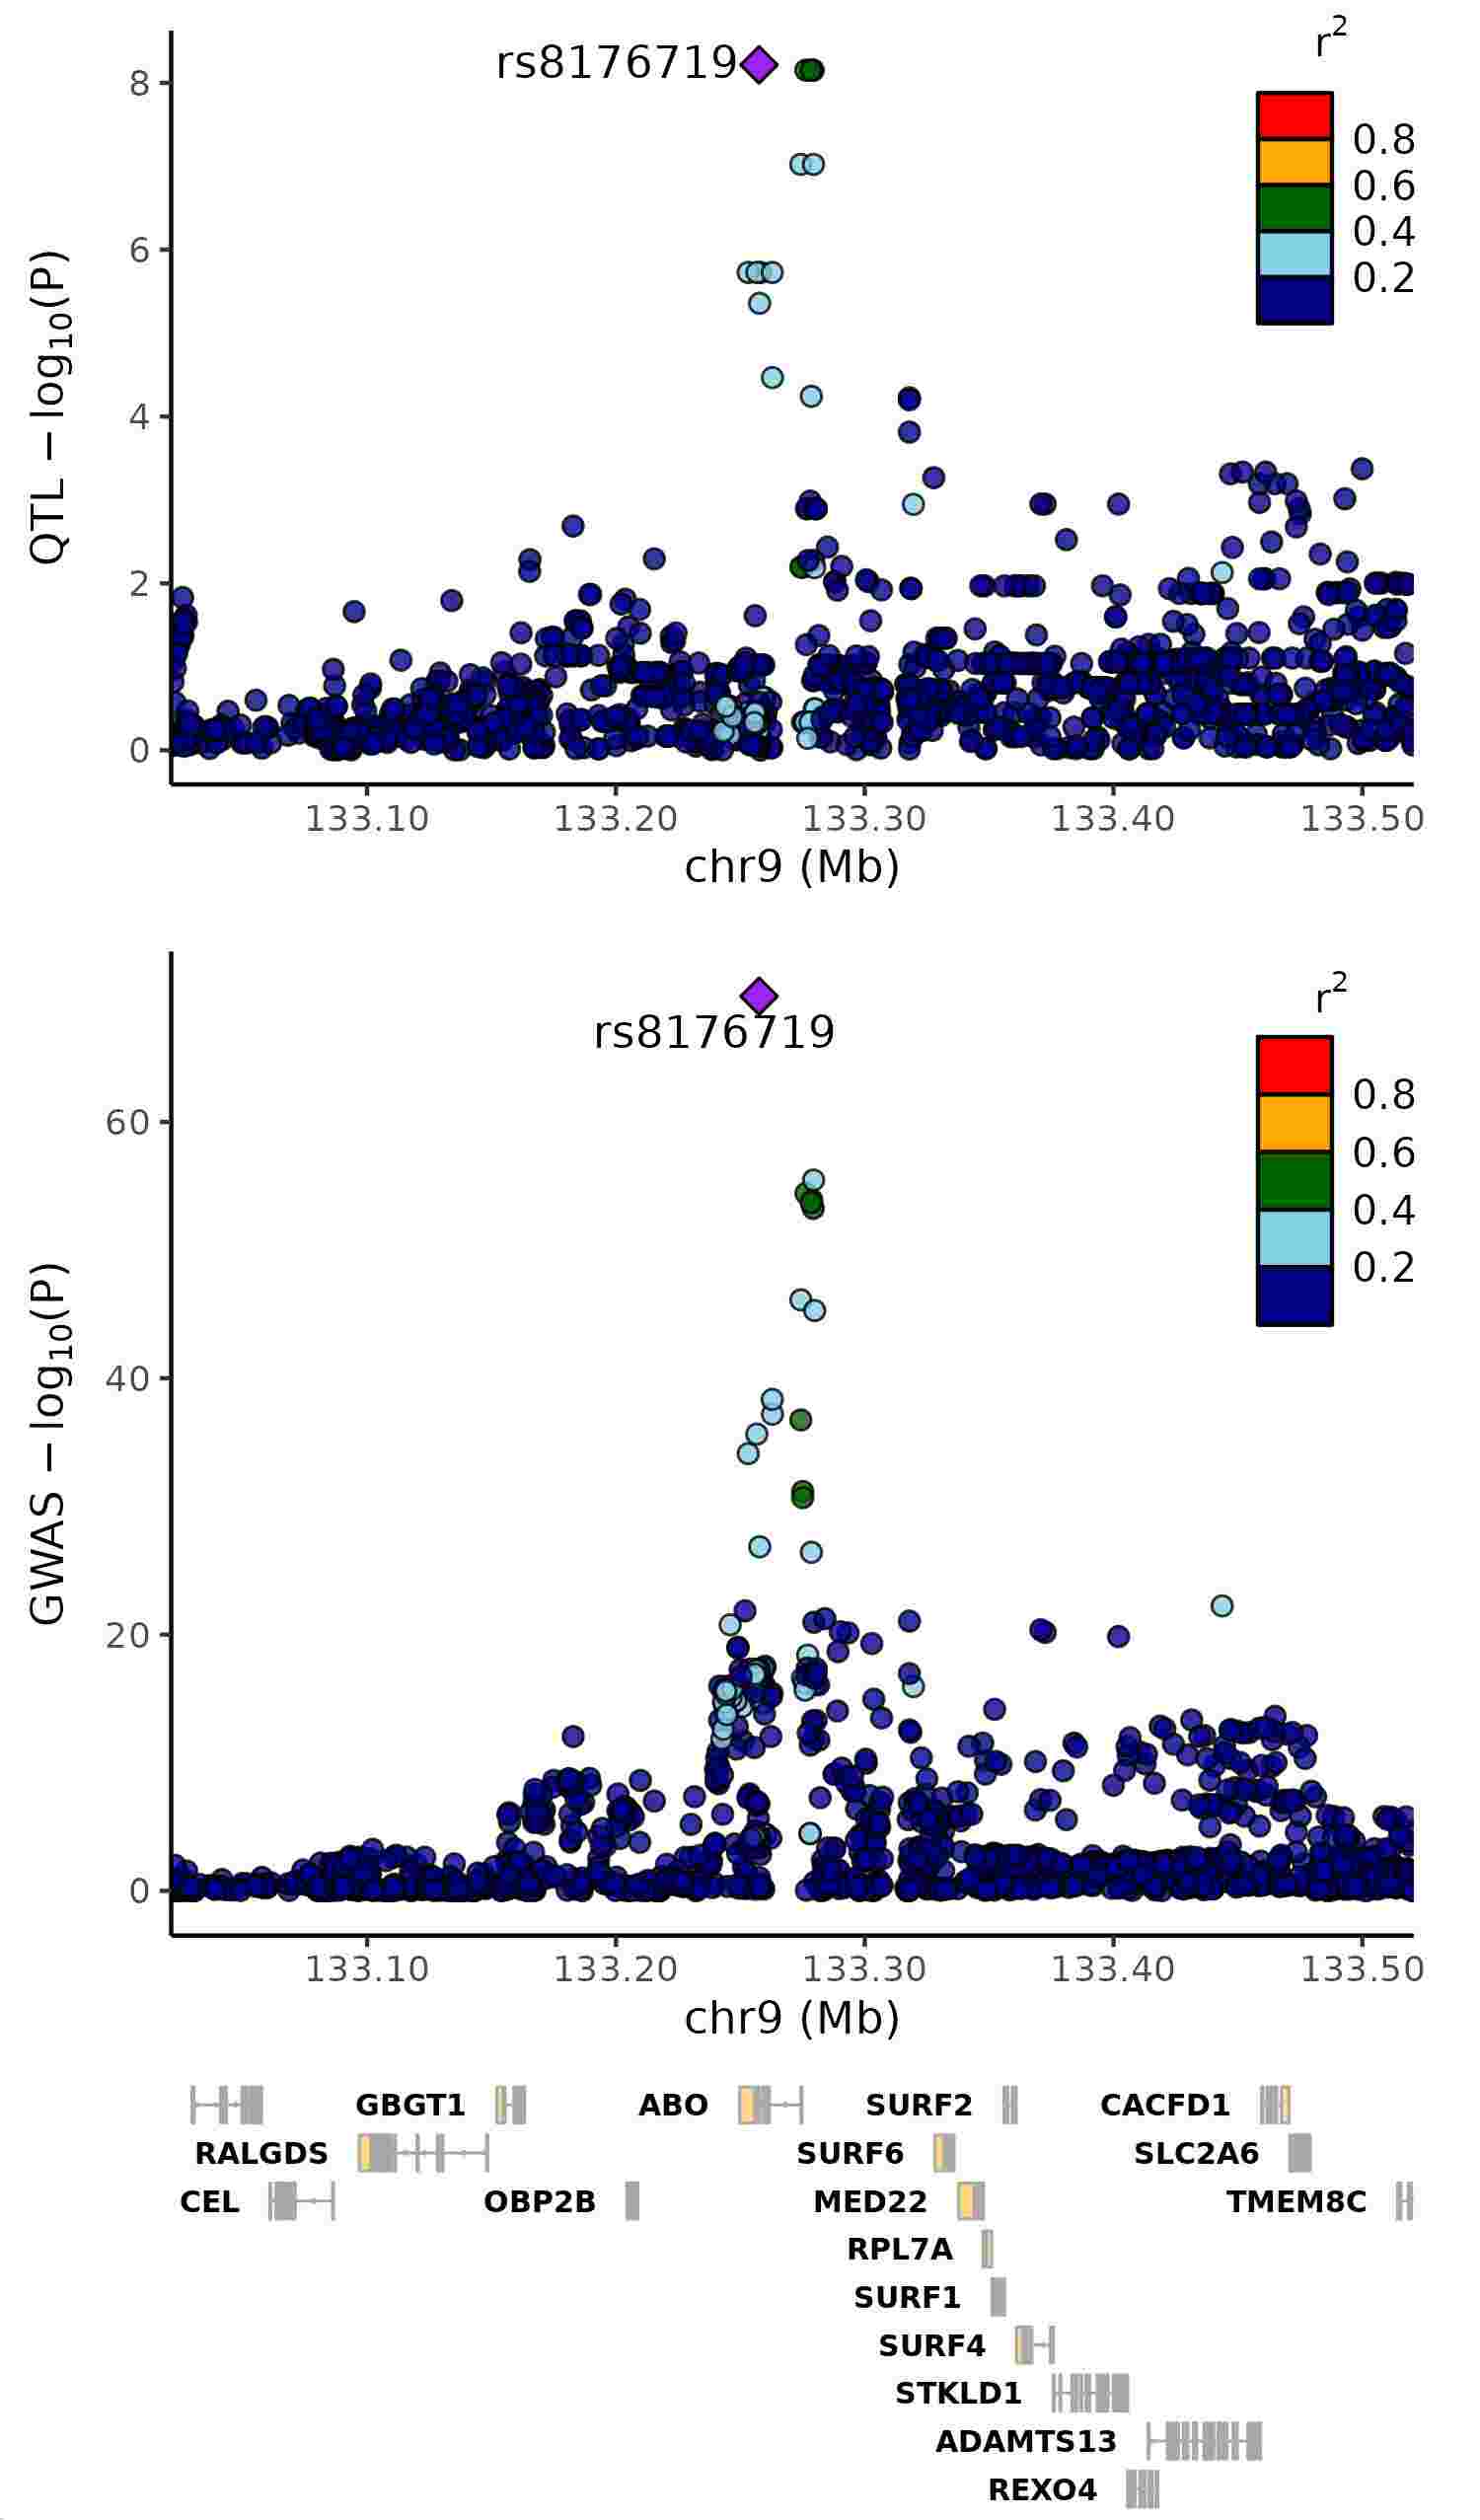 r²
rs8176719
8
6
4
2
0
0.8
0.6
0.4
0.2
QTL −log₁₀(P)
133.10 133.20 133.30 133.40 133.50
chr9 (Mb)
r²
rs8176719
60
40
20
0
0.8
0.6
0.4
0.2
GWAS −log₁₀(P)
133.10 133.20 133.30 133.40 133.50
chr9 (Mb)
GBGT1 ABO SURF2 CACFD1
RALGDS SURF6 SLC2A6
CEL OBP2B MED22 TMEM8C
RPL7A
SURF1
SURF4
STKLD1
ADAMTS13
REXO4